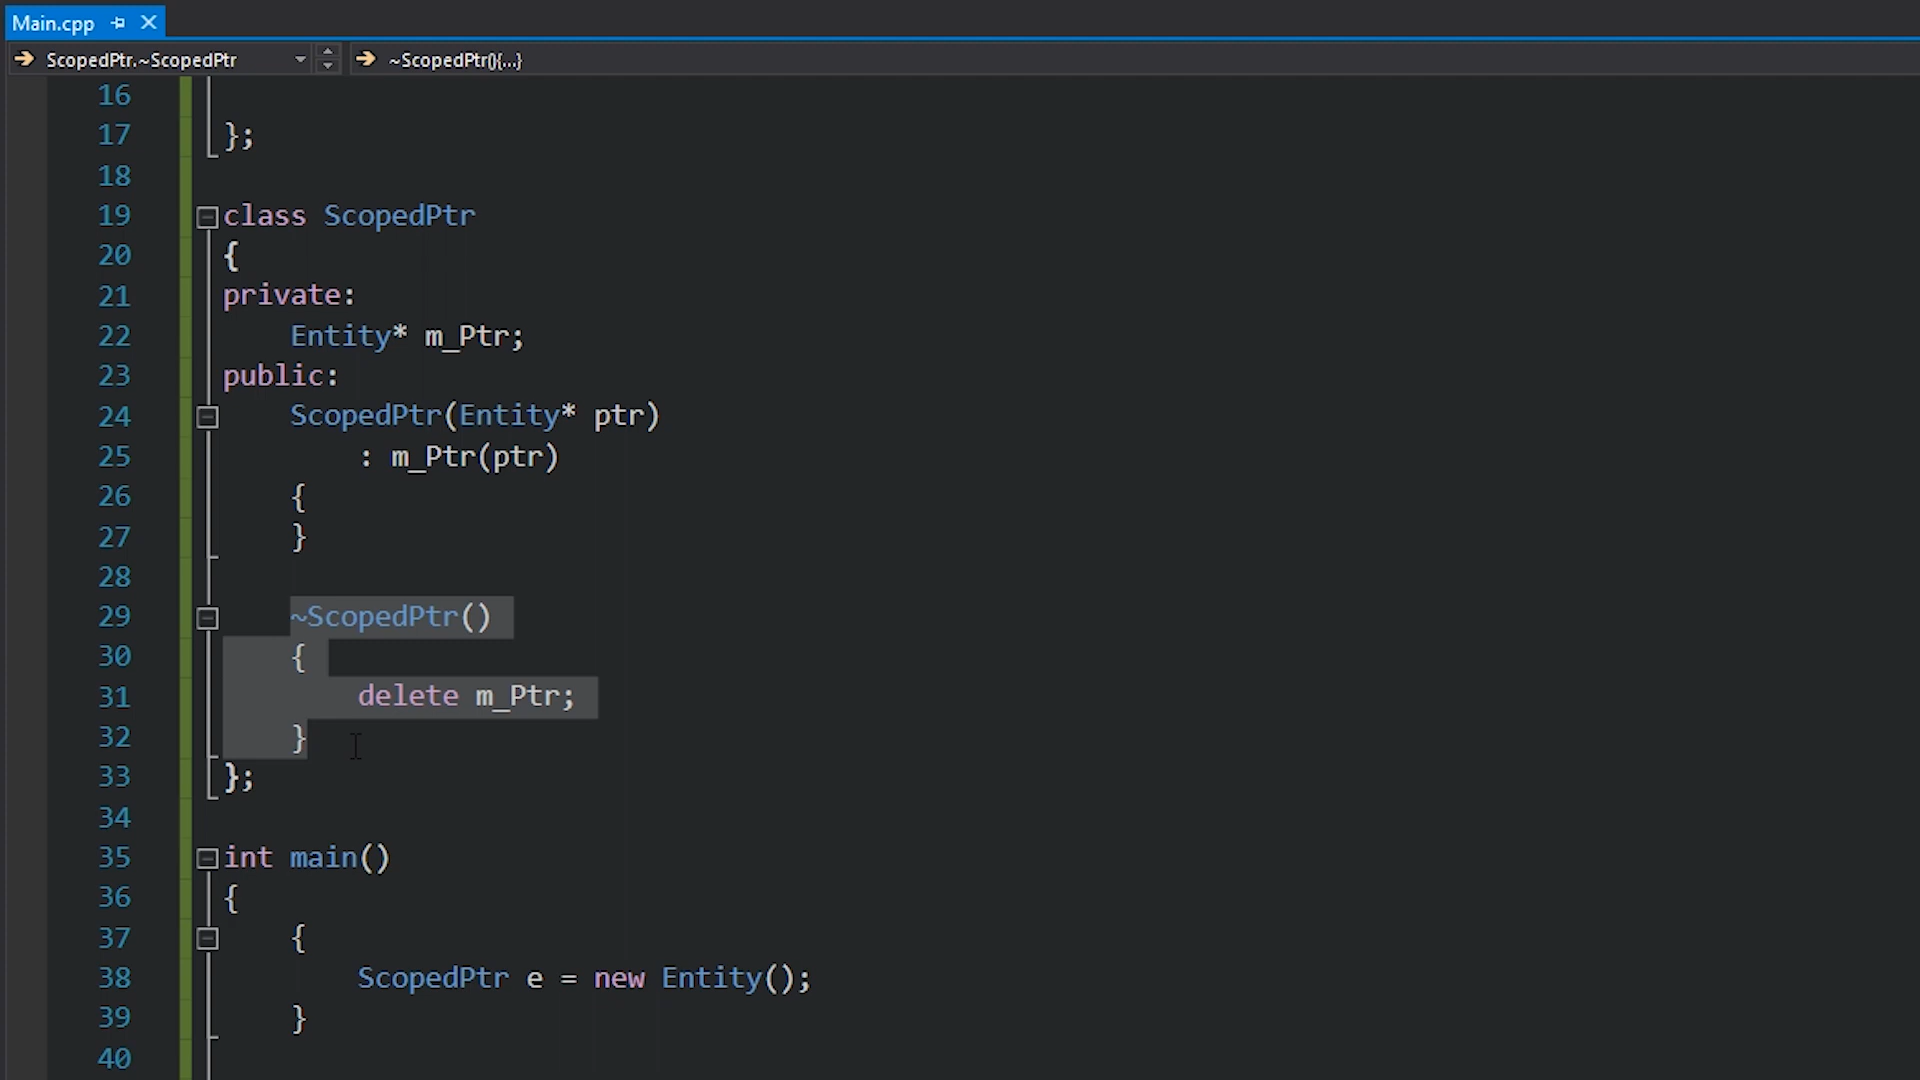 Main.cpp
ScopedPtr.~ScopedPtr ~ScopedPtr(){...}
16
17 };
18
19 class ScopedPtr
20 {
21 private:
22 Entity* m_Ptr;
23 public:
24 ScopedPtr(Entity* ptr)
25 : m_Ptr(ptr)
26 {
27 }
28
29 ~ScopedPtr()
30 {
31 delete m_Ptr;
32 }
33 };
34
35 int main()
36 {
37 {
38 ScopedPtr e = new Entity();
39 }
40